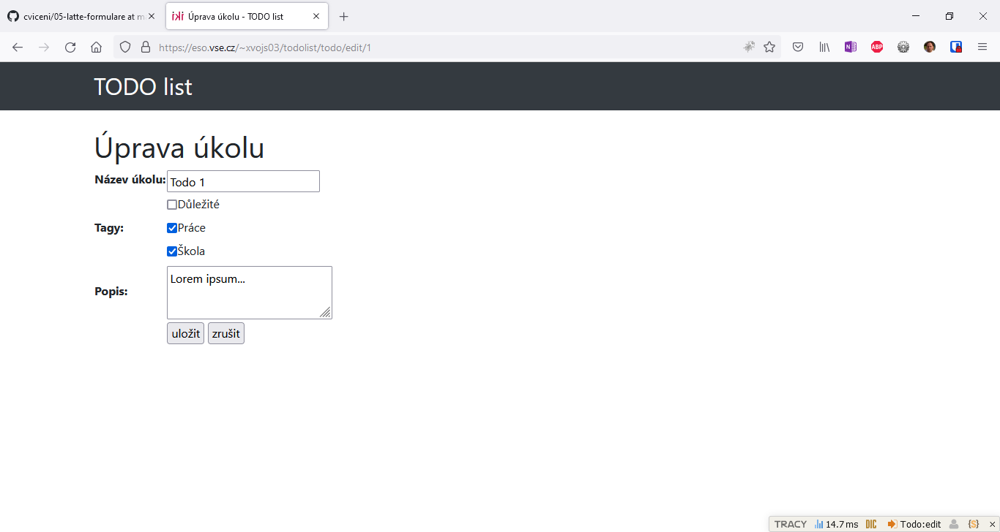 cviceni/05-latte-formulare at m
Úprava úkolu - TODO list
https://eso.vse.cz/~xvojs03/todolist/todo/edit/1
ABP
TODO list
Úprava úkolu
Název úkolu: Todo 1
Důležité
Tagy: Práce
Škola
Popis: Lorem ipsum...
uložit zrušit
TRACY 14.7 ms DIC Todo:edit {S}